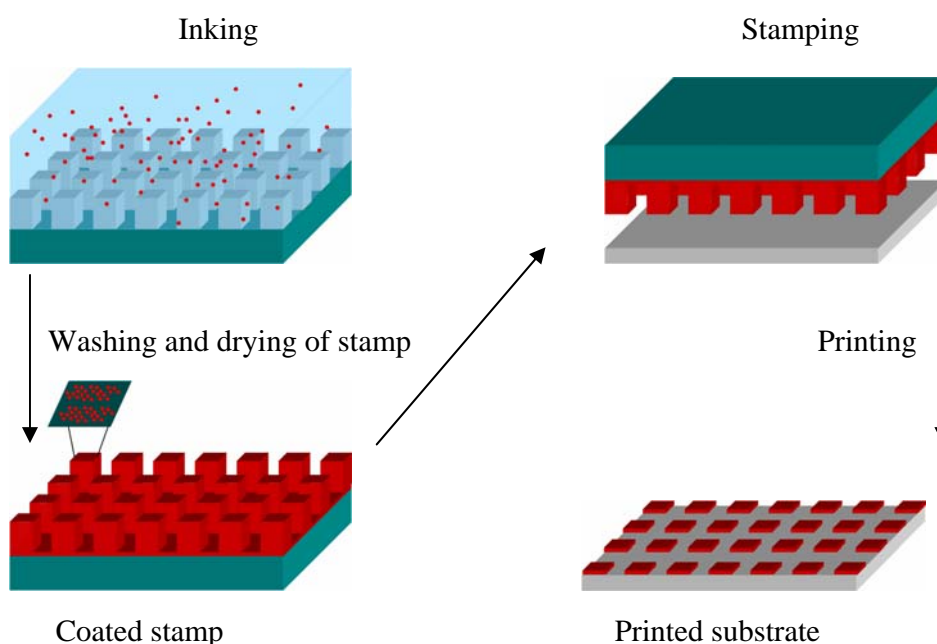 Inking
Stamping
Washing and drying of stamp
Printing
Coated stamp
Printed substrate